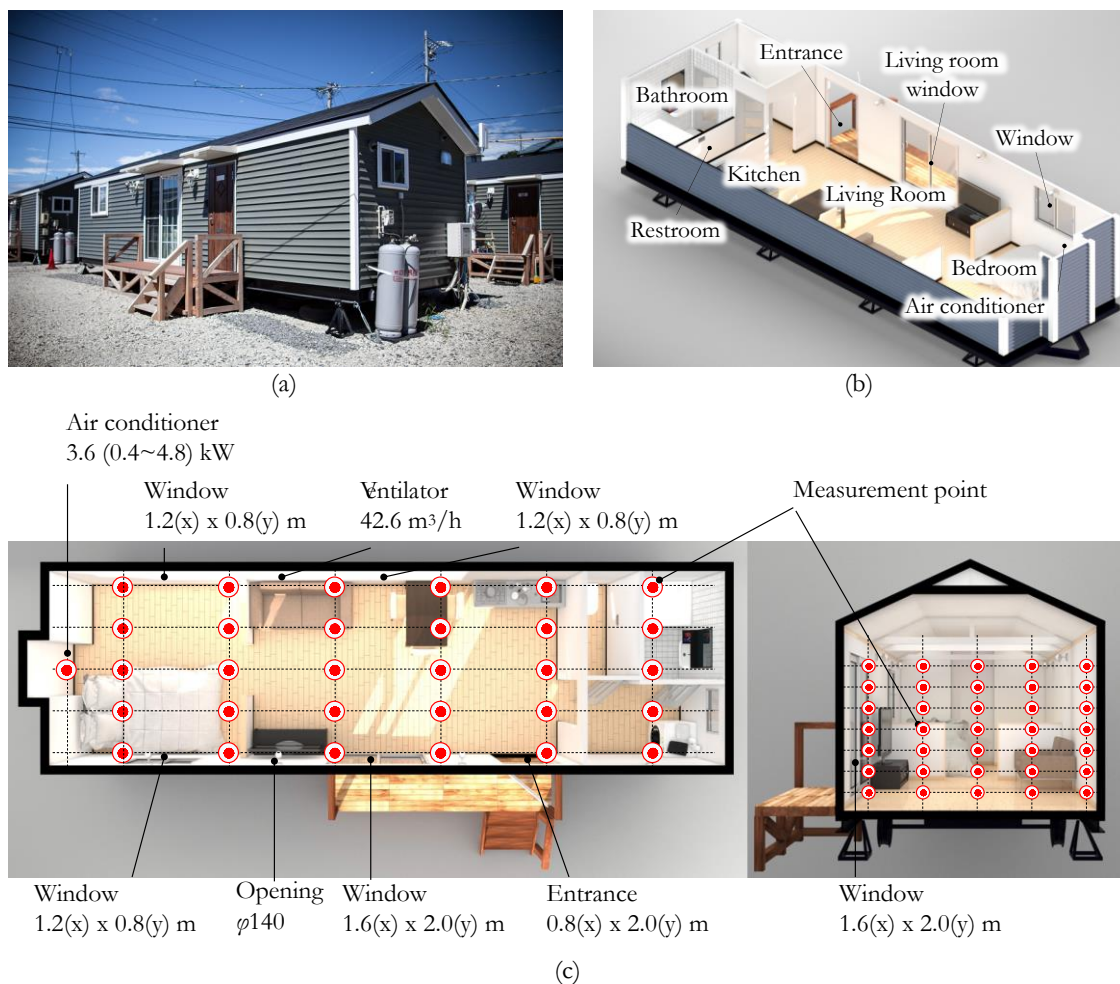 Entrance
Living room
window
Bathroom
Window
Kitchen
Living Room
Restroom
Bedroom
Air conditioner
(a)
(b)
Air conditioner
3.6 (0.4~4.8) kW
Window
1.2(x) x 0.8(y) m
Ventilator
42.6 m³/h
Window
1.2(x) x 0.8(y) m
Measurement point
Window
1.2(x) x 0.8(y) m
Opening
φ140
Window
1.6(x) x 2.0(y) m
Entrance
0.8(x) x 2.0(y) m
Window
1.6(x) x 2.0(y) m
(c)